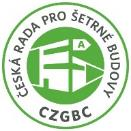 ČESKÁ RADA PRO ŠETRNÉ BUDOVY
A
CZGBC